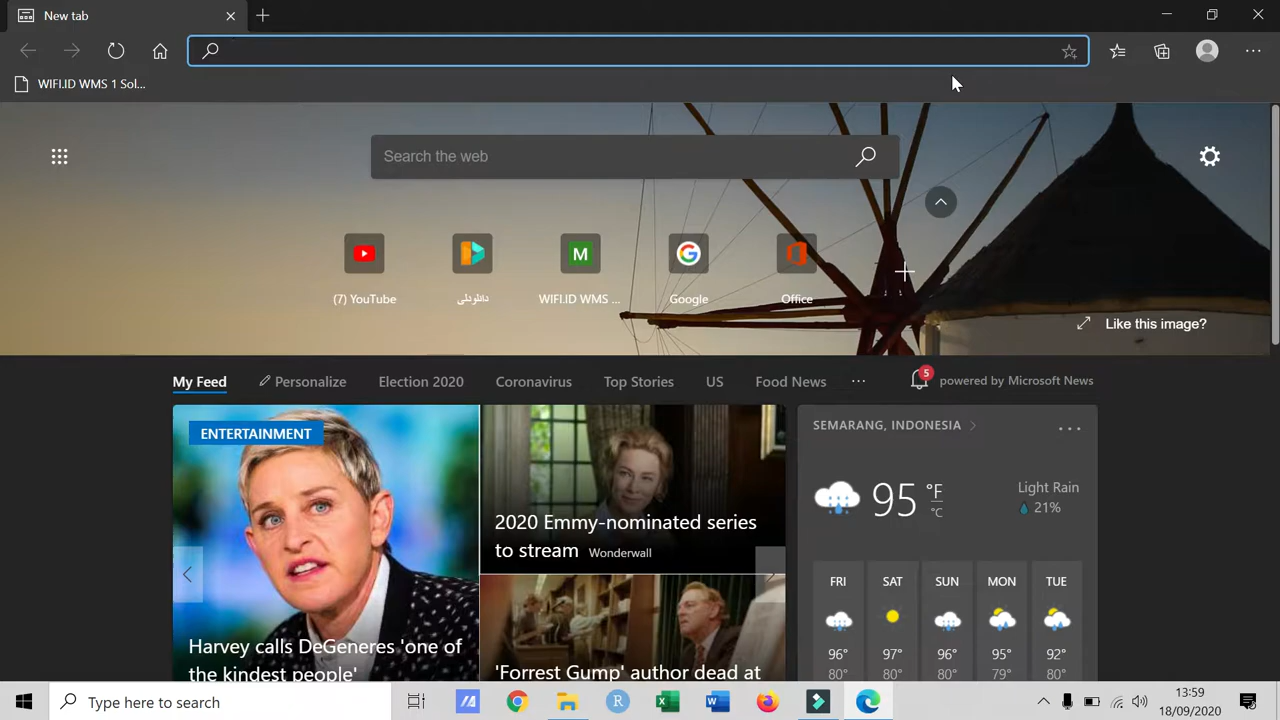 New tab
WIFI.ID WMS 1 Sol...
Search the web
(7) YouTube
دانلودلی
WIFI.ID WMS ...
Google
Office
Like this image?
My Feed
Personalize
Election 2020
Coronavirus
Top Stories
US
Food News
...
5
powered by Microsoft News
ENTERTAINMENT
Harvey calls DeGeneres 'one of
the kindest people'
2020 Emmy-nominated series
to stream Wonderwall
'Forrest Gump' author dead at
SEMARANG, INDONESIA
95 °F
°C
Light Rain
21%
FRI SAT SUN MON TUE
96° 97° 96° 95° 92°
80° 80° 80° 79° 80°
Type here to search
13:59
18/09/2020